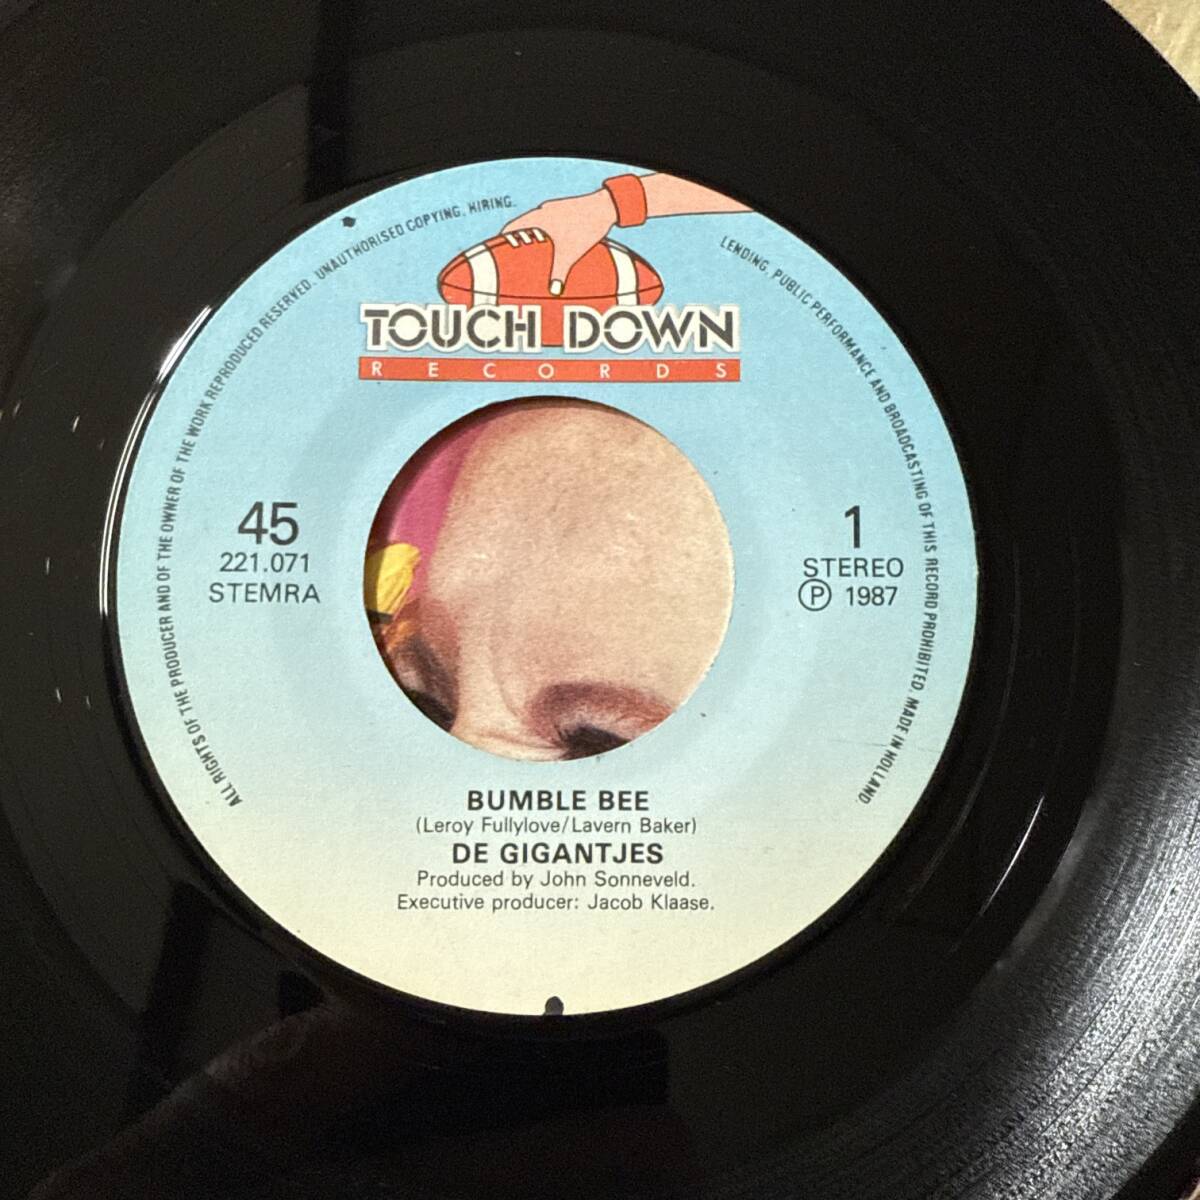 ALL RIGHTS OF THE PRODUCER AND OF THE OWNER OF THE WORK REPRODUCED RESERVED. UNAUTHORISED COPYING. HIRING.
LENDING, PUBLIC PERFORMANCE AND BROADCASTING OF THIS RECORD PROHIBITED. MADE IN HOLLAND.
TOUCH DOWN
RECORDS
45
221.071
STEMRA
1
STEREO
Ⓟ 1987
BUMBLE BEE
(Leroy Fullylove/Lavern Baker)
DE GIGANTJES
Produced by John Sonneveld.
Executive producer: Jacob Klaase.